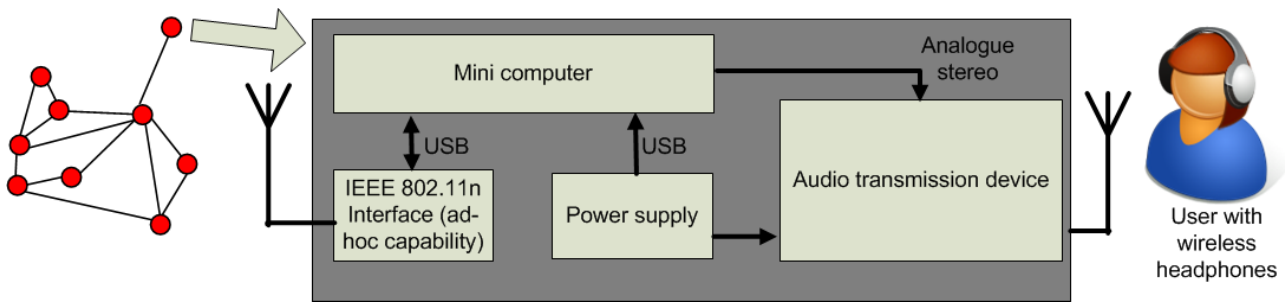 Mini computer
Analogue
stereo
USB
USB
IEEE 802.11n
Interface (ad-
hoc capability)
Power supply
Audio transmission device
User with
wireless
headphones